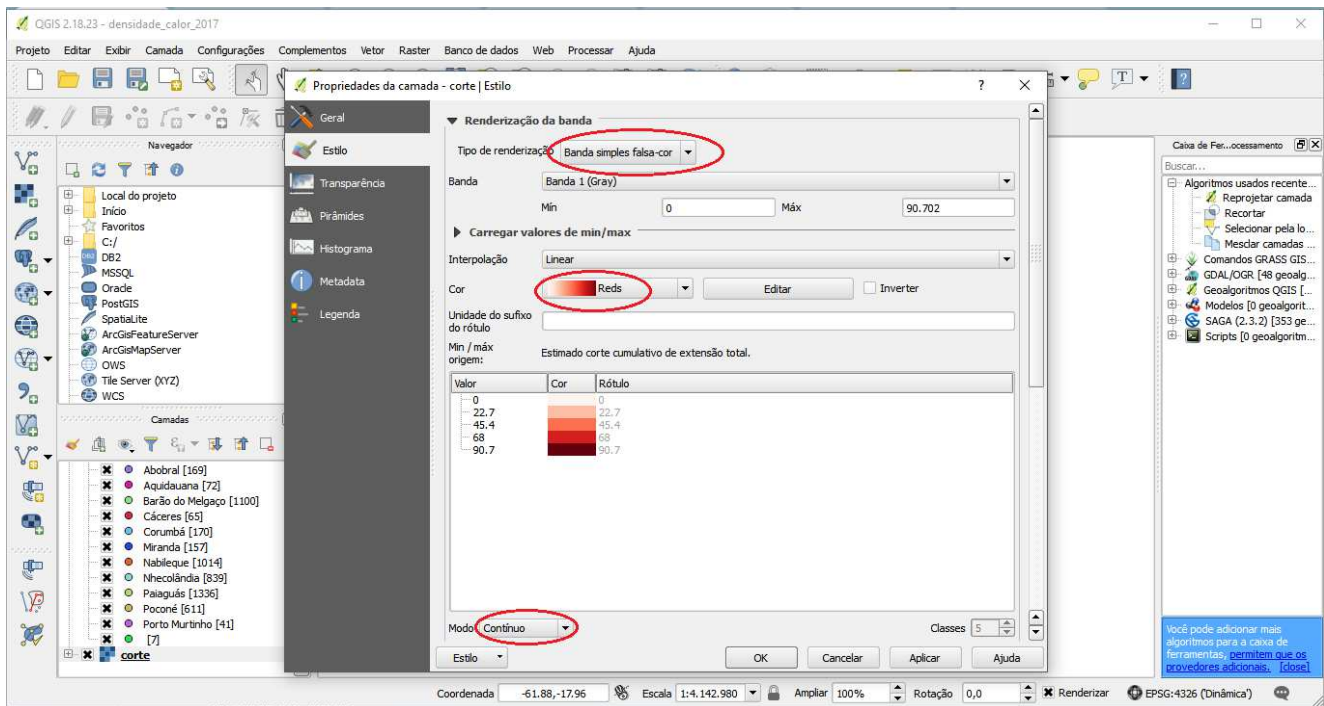 QGIS 2.18.23 - densidade_calor_2017
Projeto Editar Exibir Camada Configurações Complementos Vetor Raster Banco de dados Web Processar Ajuda
Propriedades da camada - corte | Estilo
Geral
Estilo
Transparência
Pirâmides
Histograma
Metadata
Legenda
Renderização da banda
Tipo de renderização Banda simples falsa-cor
Banda Banda 1 (Gray)
Mín 0 Máx 90.702
Carregar valores de min/max
Interpolação Linear
Cor Reds Editar Inverter
Unidade do sufixo
do rótulo
Min / máx
origem: Estimado corte cumulativo de extensão total.
Valor Cor Rótulo
0 0
22.7 22.7
45.4 45.4
68 68
90.7 90.7
Modo Contínuo Classes 5
Estilo OK Cancelar Aplicar Ajuda
Navegador
Local do projeto
Início
Favoritos
C:/
DB2
DB2
MSSQL
Oracle
PostGIS
SpatiaLite
ArcGisFeatureServer
ArcGisMapServer
OWS
Tile Server (XYZ)
WCS
Camadas
Abobral [169]
Aquidauana [72]
Barão do Melgaço [1100]
Cáceres [65]
Corumbá [170]
Miranda [157]
Nabileque [1014]
Nhecolândia [839]
Paiaguás [1336]
Poconé [611]
Porto Murtinho [41]
[7]
corte
Caixa de Fer...ocessamento
Buscar...
Algoritmos usados recente...
Reprojetar camada
Recortar
Selecionar pela lo...
Mesclar camadas ...
Comandos GRASS GIS...
GDAL/OGR [48 geoalg...
Geoalgoritmos QGIS [...
Modelos [0 geoalgorit...
SAGA (2.3.2) [353 ge...
Scripts [0 geoalgoritm...
Você pode adicionar mais
algoritmos para a caixa de
ferramentas, permitem que os
provedores adicionais. [close]
Coordenada -61.88,-17.96 Escala 1:4.142.980 Ampliar 100% Rotação 0,0 Renderizar EPSG:4326 ('Dinâmica')